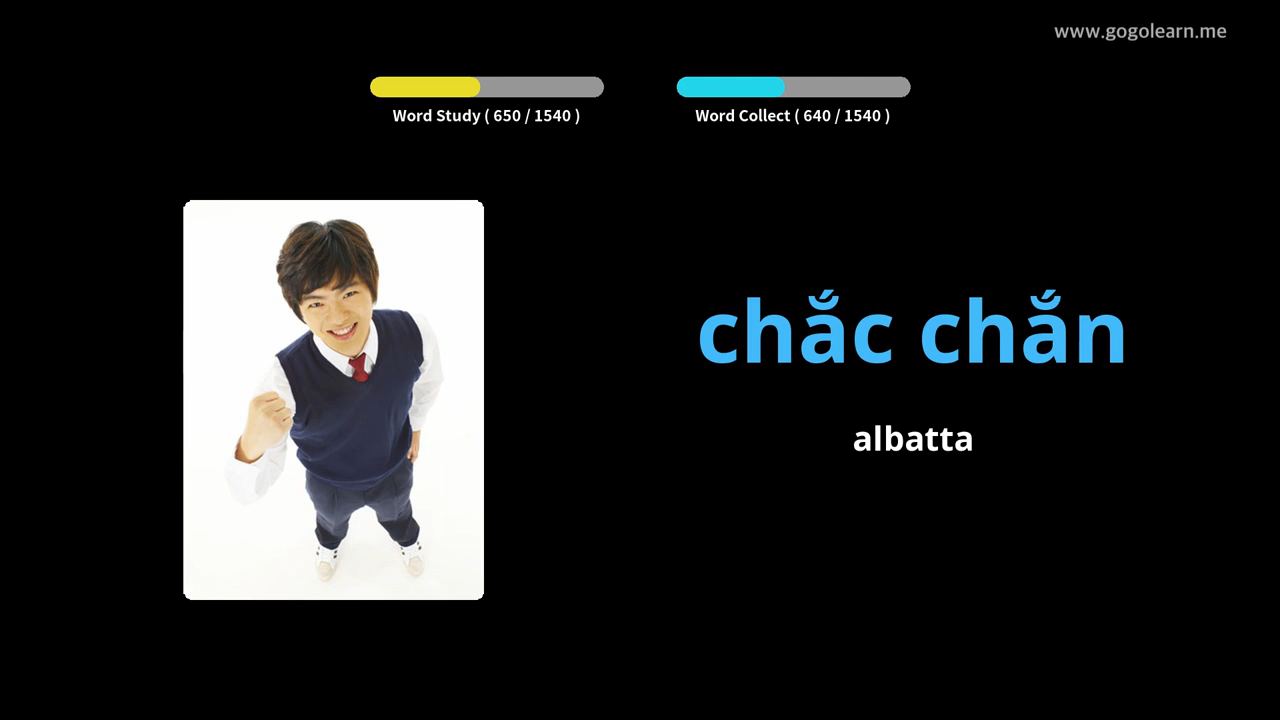 www.gogolearn.me
Word Study ( 650 / 1540 )
Word Collect ( 640 / 1540 )
chắc chắn
albatta